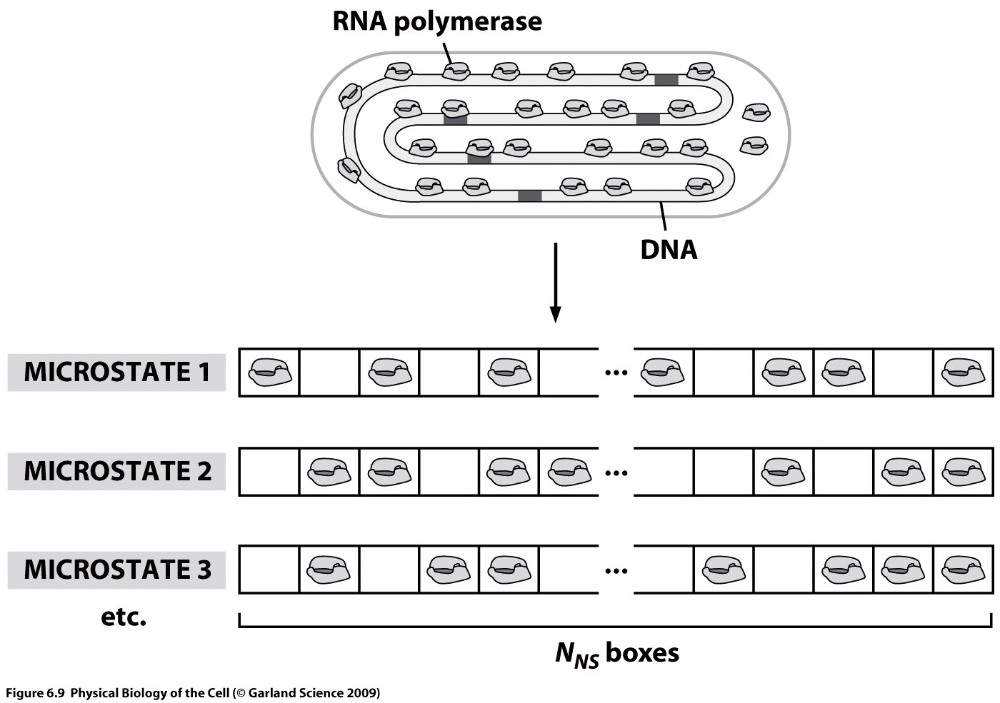 RNA polymerase
DNA
MICROSTATE 1
...
MICROSTATE 2
...
MICROSTATE 3
...
etc.
NNS boxes
Figure 6.9 Physical Biology of the Cell (© Garland Science 2009)